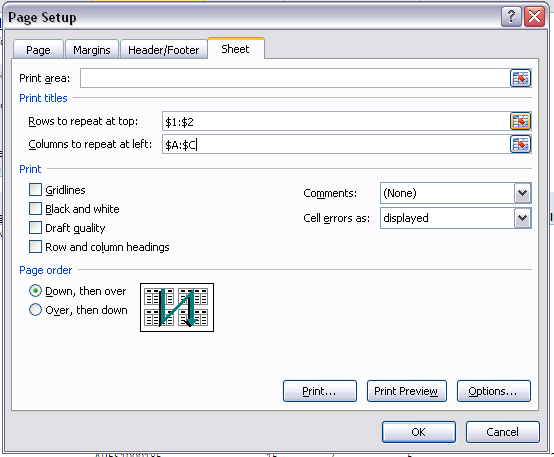 Page Setup
Page Margins Header/Footer Sheet
Print area:
Print titles
Rows to repeat at top: $1:$2
Columns to repeat at left: $A:$C
Print
Gridlines Comments: (None)
Black and white Cell errors as: displayed
Draft quality
Row and column headings
Page order
Down, then over
Over, then down
Print... Print Preview Options...
OK Cancel